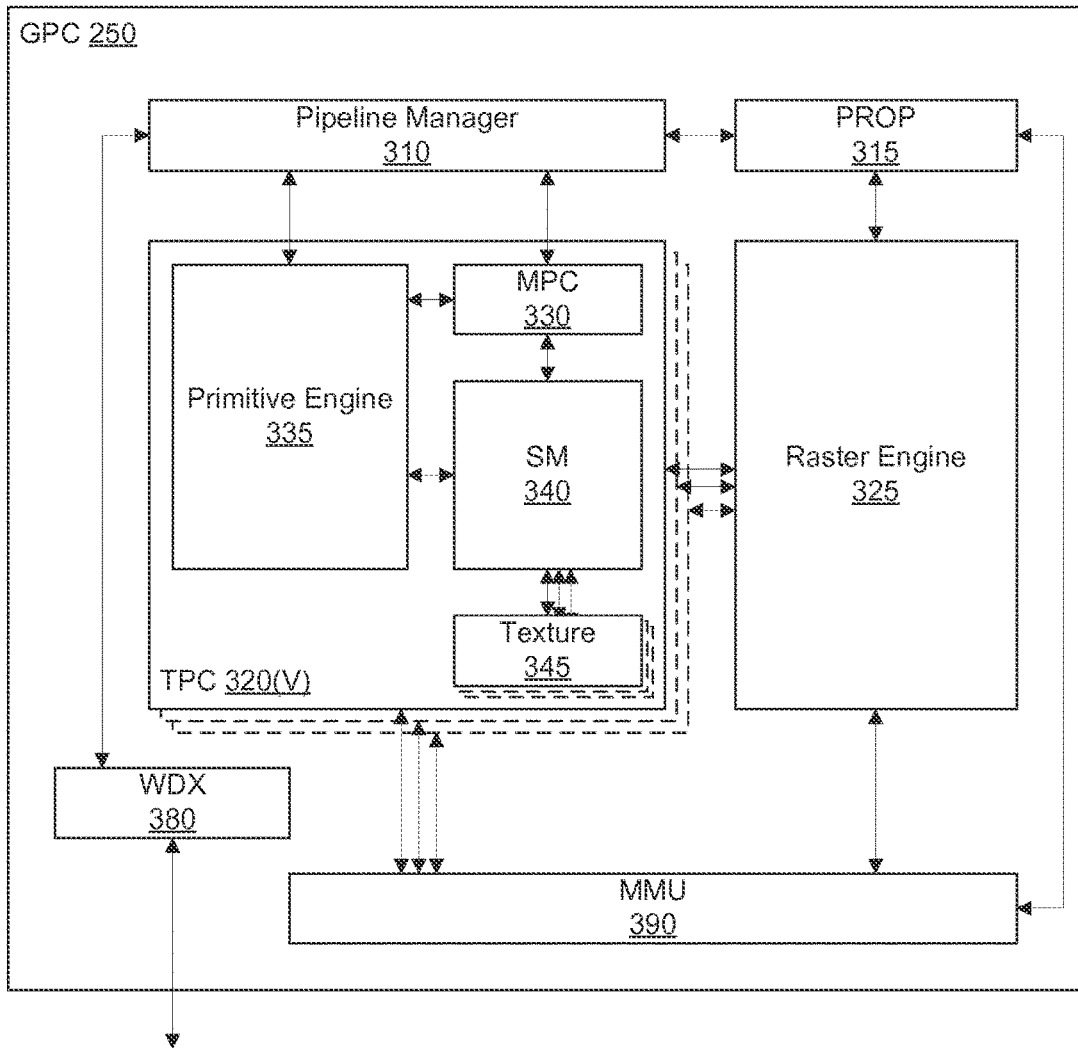 GPC 250
Pipeline Manager
310
PROP
315
Primitive Engine
335
MPC
330
SM
340
Raster Engine
325
Texture
345
TPC 320(V)
WDX
380
MMU
390